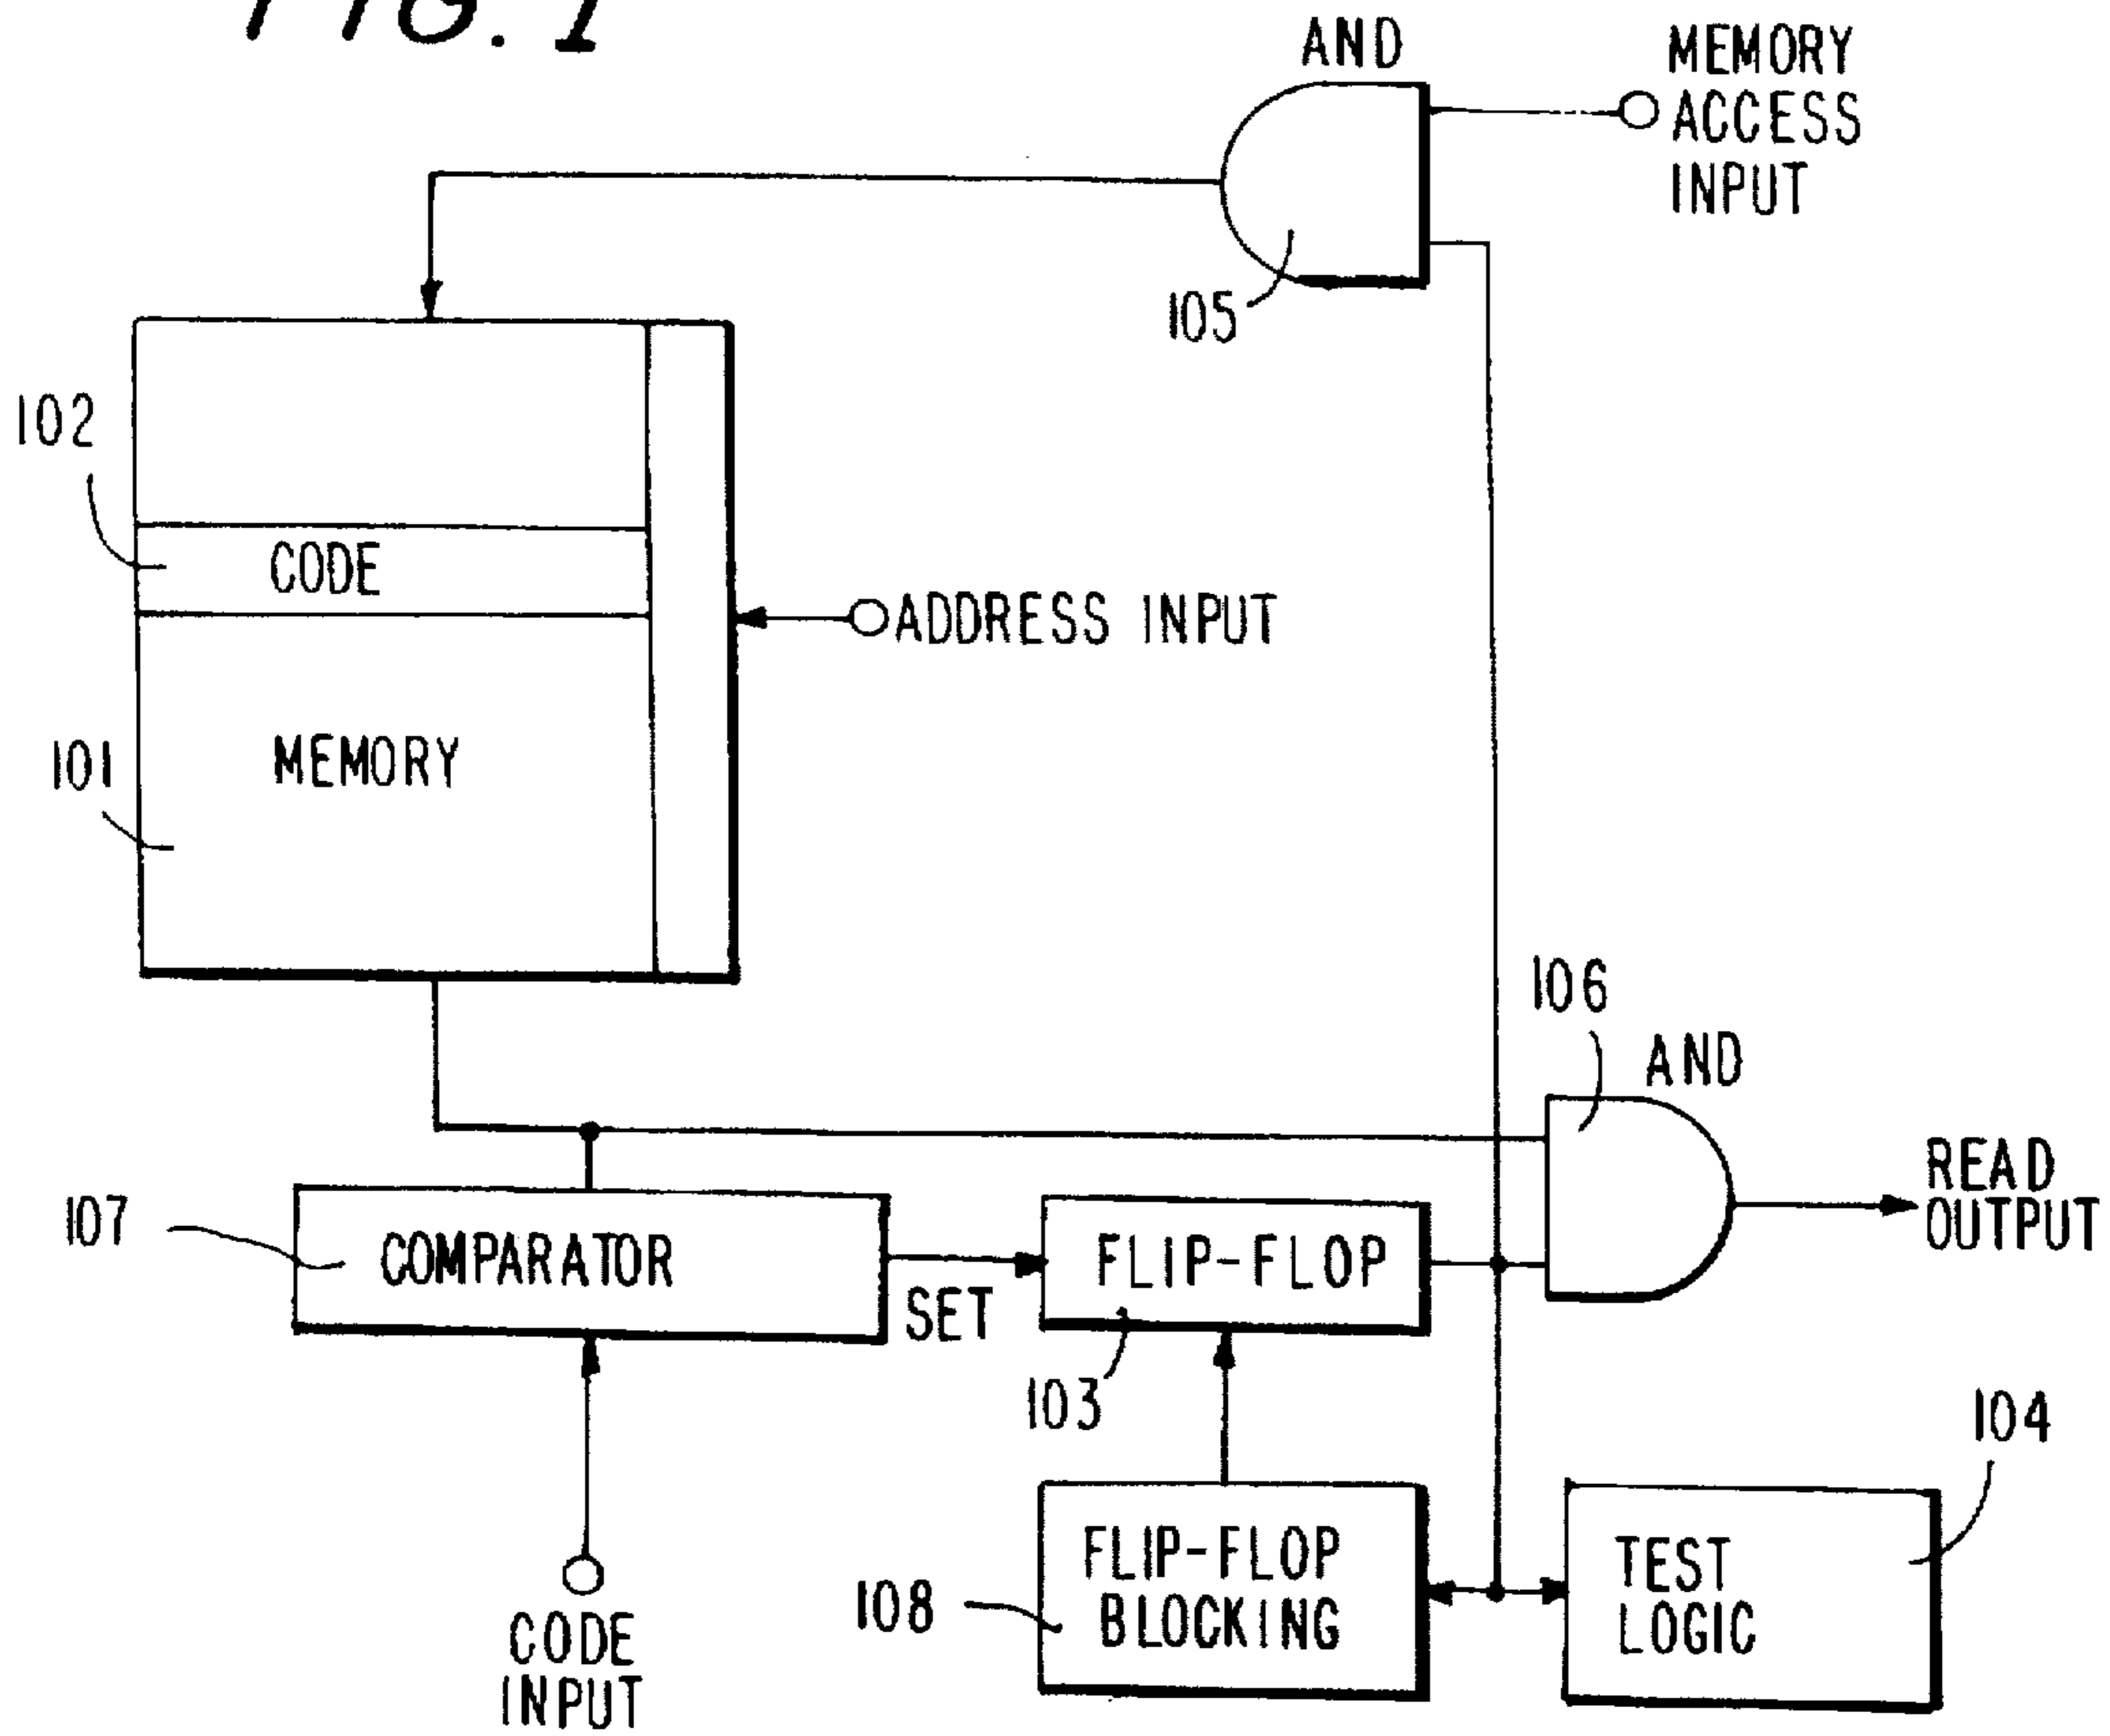 FIG. 1
AND
MEMORY
ACCESS
INPUT
105
102
CODE
ADDRESS INPUT
101
MEMORY
106
AND
READ
OUTPUT
107
COMPARATOR
SET
FLIP-FLOP
103
104
CODE
INPUT
108
FLIP-FLOP
BLOCKING
TEST
LOGIC